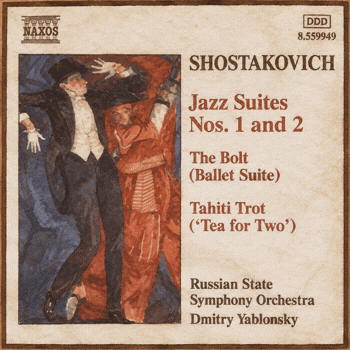 NAXOS
DDD
8.559949
SHOSTAKOVICH
Jazz Suites
Nos. 1 and 2
The Bolt
(Ballet Suite)
Tahiti Trot
(‘Tea for Two’)
Russian State
Symphony Orchestra
Dmitry Yablonsky